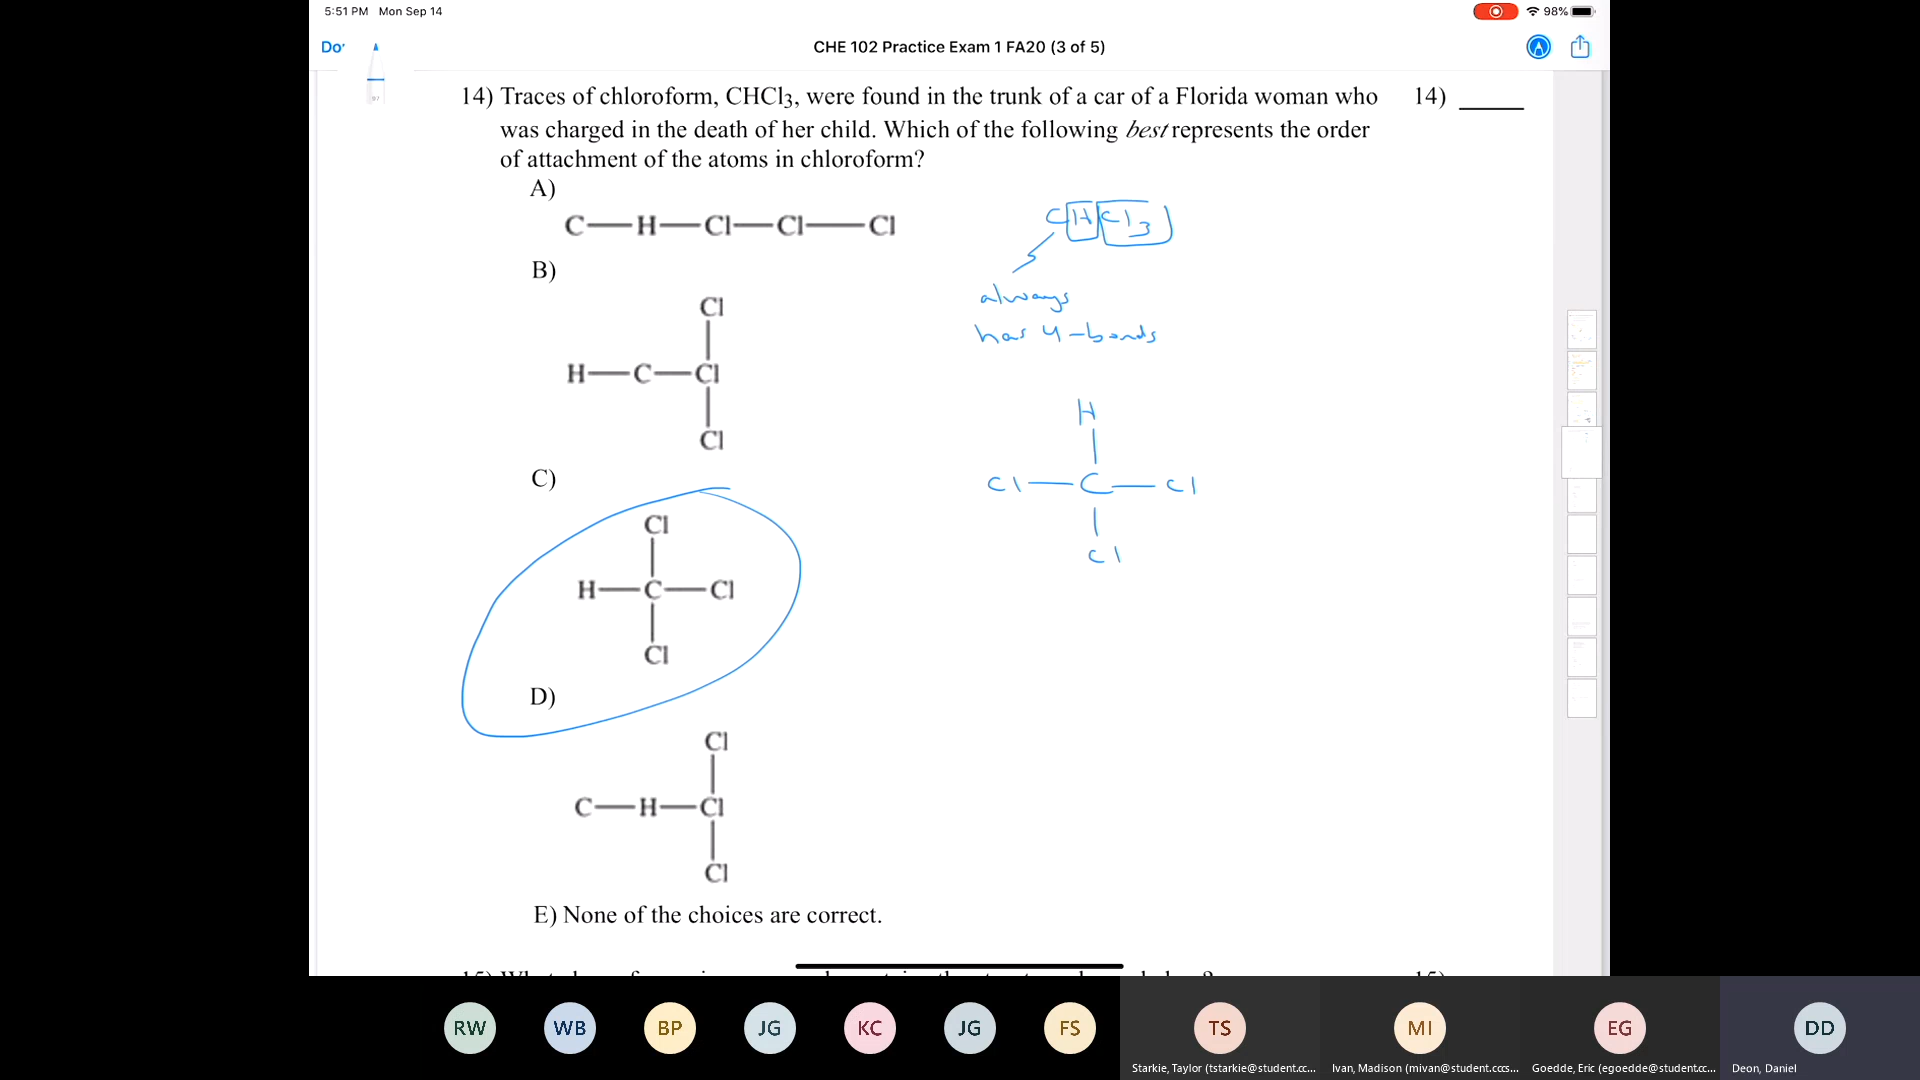 5:51 PM Mon Sep 14
98%
CHE 102 Practice Exam 1 FA20 (3 of 5)
14) Traces of chloroform, CHCl3, were found in the trunk of a car of a Florida woman who 14) ______
was charged in the death of her child. Which of the following best represents the order
of attachment of the atoms in chloroform?
A)
C—H—Cl—Cl—Cl
CHCl3
B)
always
has 4-bonds
Cl
H—C—Cl
Cl
H
Cl—C—Cl
Cl
C)
Cl
H—C—Cl
Cl
D)
Cl
C—H—Cl
Cl
E) None of the choices are correct.
RW WB BP JG KC JG FS TS MI EG DD
Starkie, Taylor (tstarkie@student.cc... Ivan, Madison (mivan@student.cccs... Goedde, Eric (egoedde@student.cc... Deon, Daniel